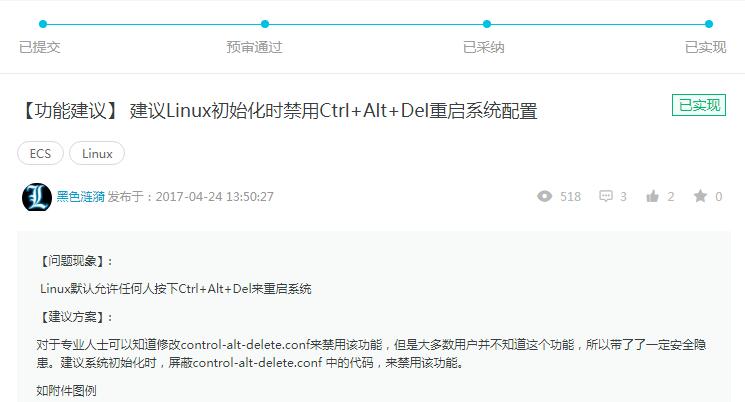 已提交 预审通过 已采纳 已实现
【功能建议】 建议Linux初始化时禁用Ctrl+Alt+Del重启系统配置 已实现
ECS Linux
黑色涟漪 发布于：2017-04-24 13:50:27 518 3 2 0
【问题现象】：
Linux默认允许任何人按下Ctrl+Alt+Del来重启系统
【建议方案】：
对于专业人士可以知道修改control-alt-delete.conf来禁用该功能，但是大多数用户并不知道这个功能，所以带了了一定安全隐
患。建议系统初始化时，屏蔽control-alt-delete.conf 中的代码，来禁用该功能。
如附件图例